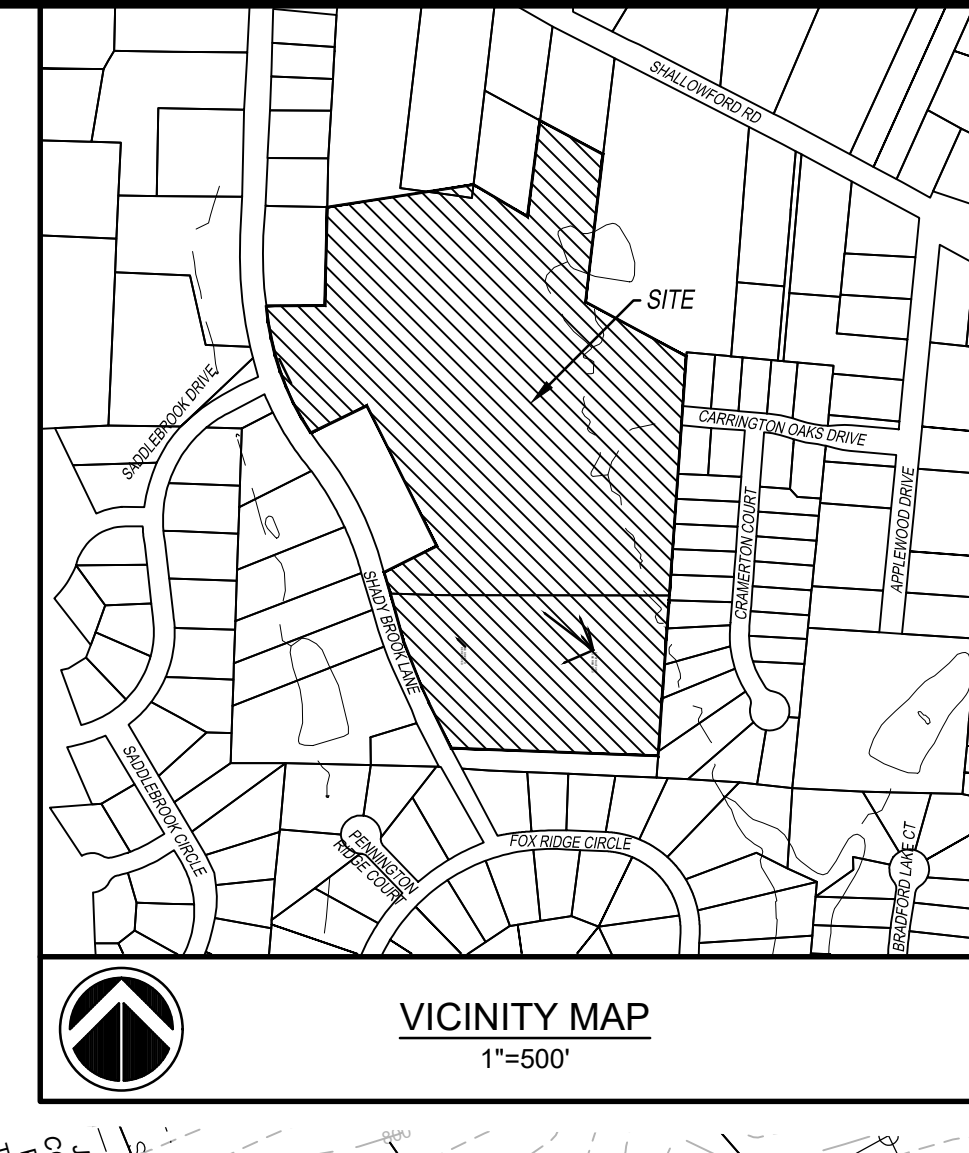 SHALLOWFORD RD
SITE
SADDLEBROOK DRIVE
CARRINGTON OAKS DRIVE
CRAMERTON COURT
APPLEWOOD DRIVE
SHADY BROOK LANE
SADDLEBROOK CIRCLE
PENNINGTON
RIDGE COURT
FOX RIDGE CIRCLE
BRADFORD LAKE CT
VICINITY MAP
1"=500'